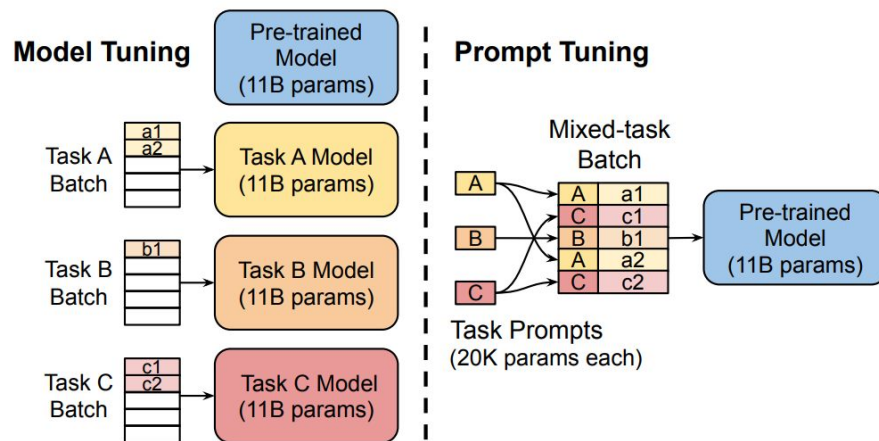 Model Tuning
Pre-trained
Model
(11B params)
Task A
Batch
a1
a2
Task A Model
(11B params)
Task B
Batch
b1
Task B Model
(11B params)
Task C
Batch
c1
c2
Task C Model
(11B params)
Prompt Tuning
Mixed-task
Batch
A
B
C
A a1
C c1
B b1
A a2
C c2
Task Prompts
(20K params each)
Pre-trained
Model
(11B params)